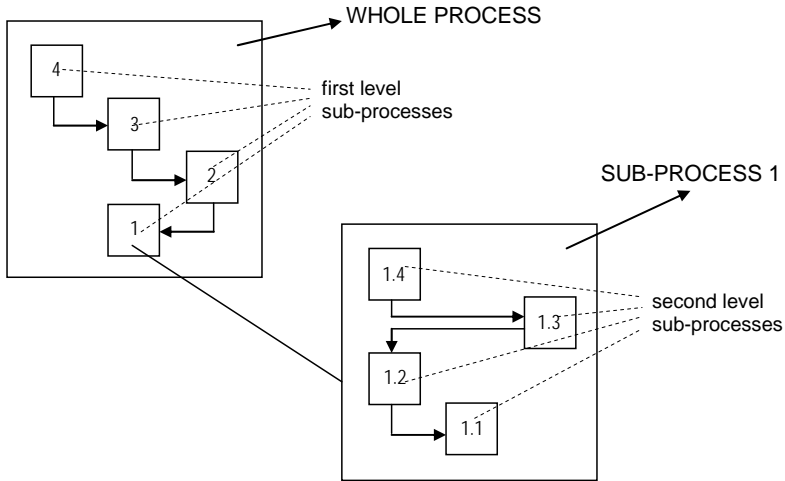 WHOLE PROCESS
4
first level
sub-processes
3
2
1
SUB-PROCESS 1
1.4
1.3
second level
sub-processes
1.2
1.1